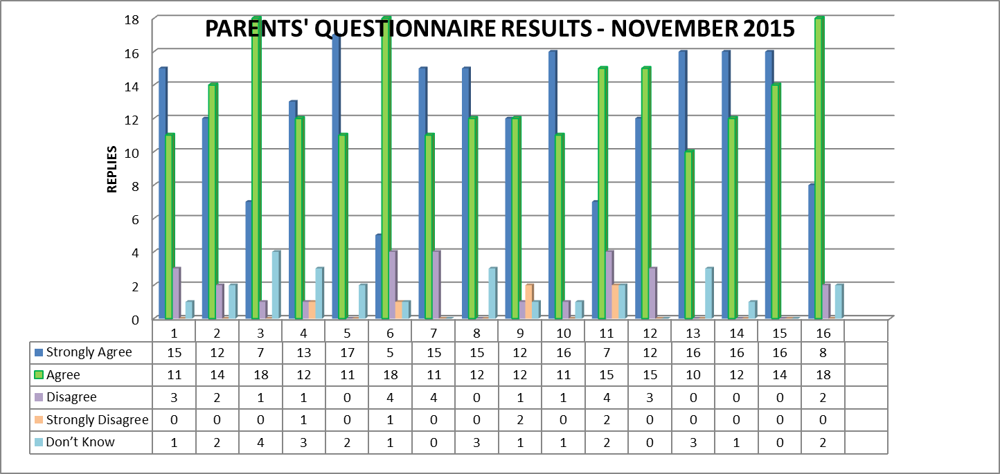 PARENTS' QUESTIONNAIRE RESULTS - NOVEMBER 2015
18
16
14
12
10
8
6
4
2
0
REPLIES
1 2 3 4 5 6 7 8 9 10 11 12 13 14 15 16
Strongly Agree 15 12 7 13 17 5 15 15 12 16 7 12 16 16 16 8
Agree 11 14 18 12 11 18 11 12 12 11 15 15 10 12 14 18
Disagree 3 2 1 1 0 4 4 0 1 1 4 3 0 0 0 2
Strongly Disagree 0 0 0 1 0 1 0 0 2 0 2 0 0 0 0 0
Don’t Know 1 2 4 3 2 1 0 3 1 1 2 0 3 1 0 2